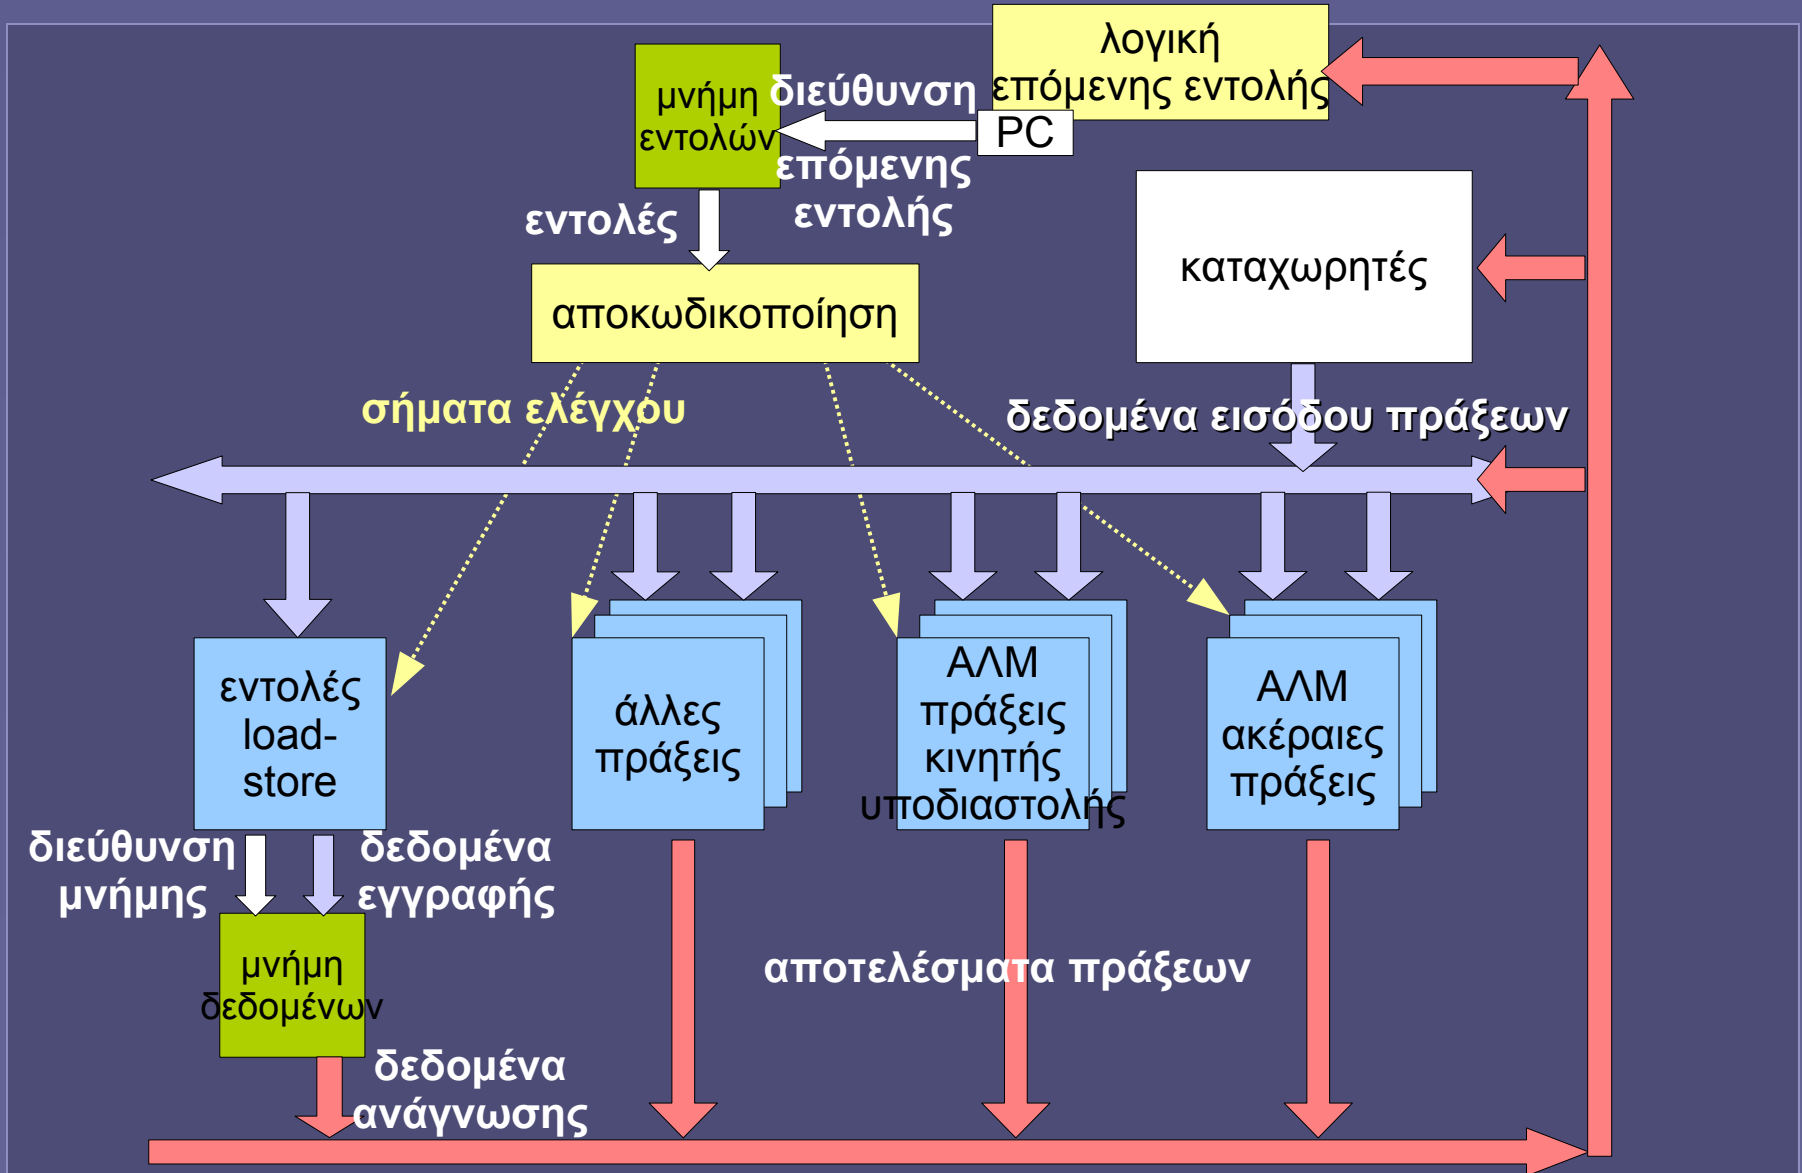 λογική
επόμενης εντολής
PC
μνήμη
εντολών
διεύθυνση
επόμενης
εντολής
εντολές
καταχωρητές
αποκωδικοποίηση
σήματα ελέγχου
δεδομένα εισόδου πράξεων
εντολές
load-
store
άλλες
πράξεις
ΑΛΜ
πράξεις
κινητής
υποδιαστολής
ΑΛΜ
ακέραιες
πράξεις
διεύθυνση
μνήμης
δεδομένα
εγγραφής
μνήμη
δεδομένων
αποτελέσματα πράξεων
δεδομένα
ανάγνωσης